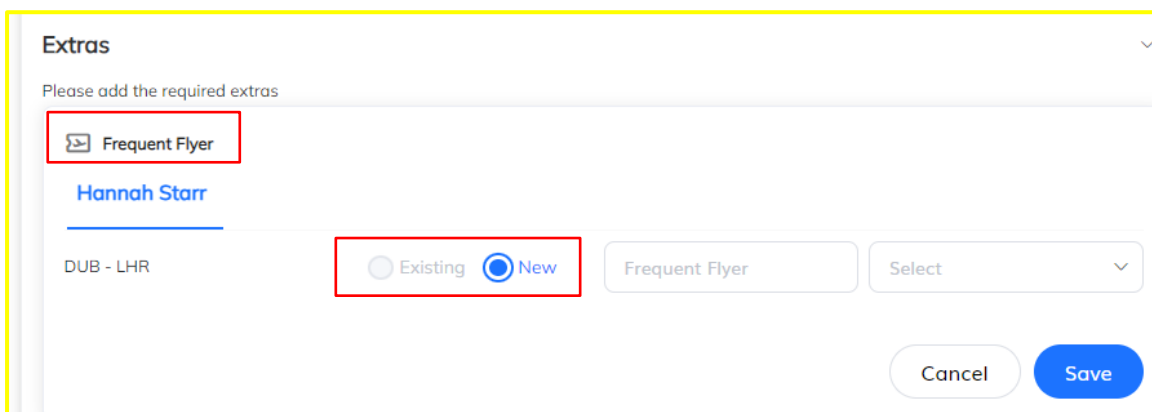 Extras
Please add the required extras
Frequent Flyer
Hannah Starr
DUB - LHR Existing New Frequent Flyer Select
Cancel Save